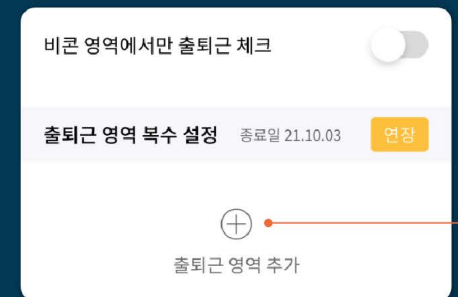 비콘 영역에서만 출퇴근 체크
출퇴근 영역 복수 설정 종료일 21.10.03 연장
출퇴근 영역 추가